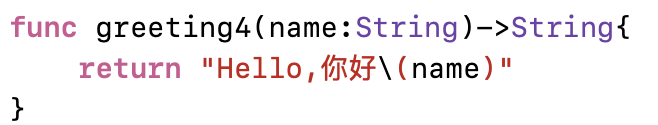 func greeting4(name:String)->String{
    return "Hello,你好\(name)"
}